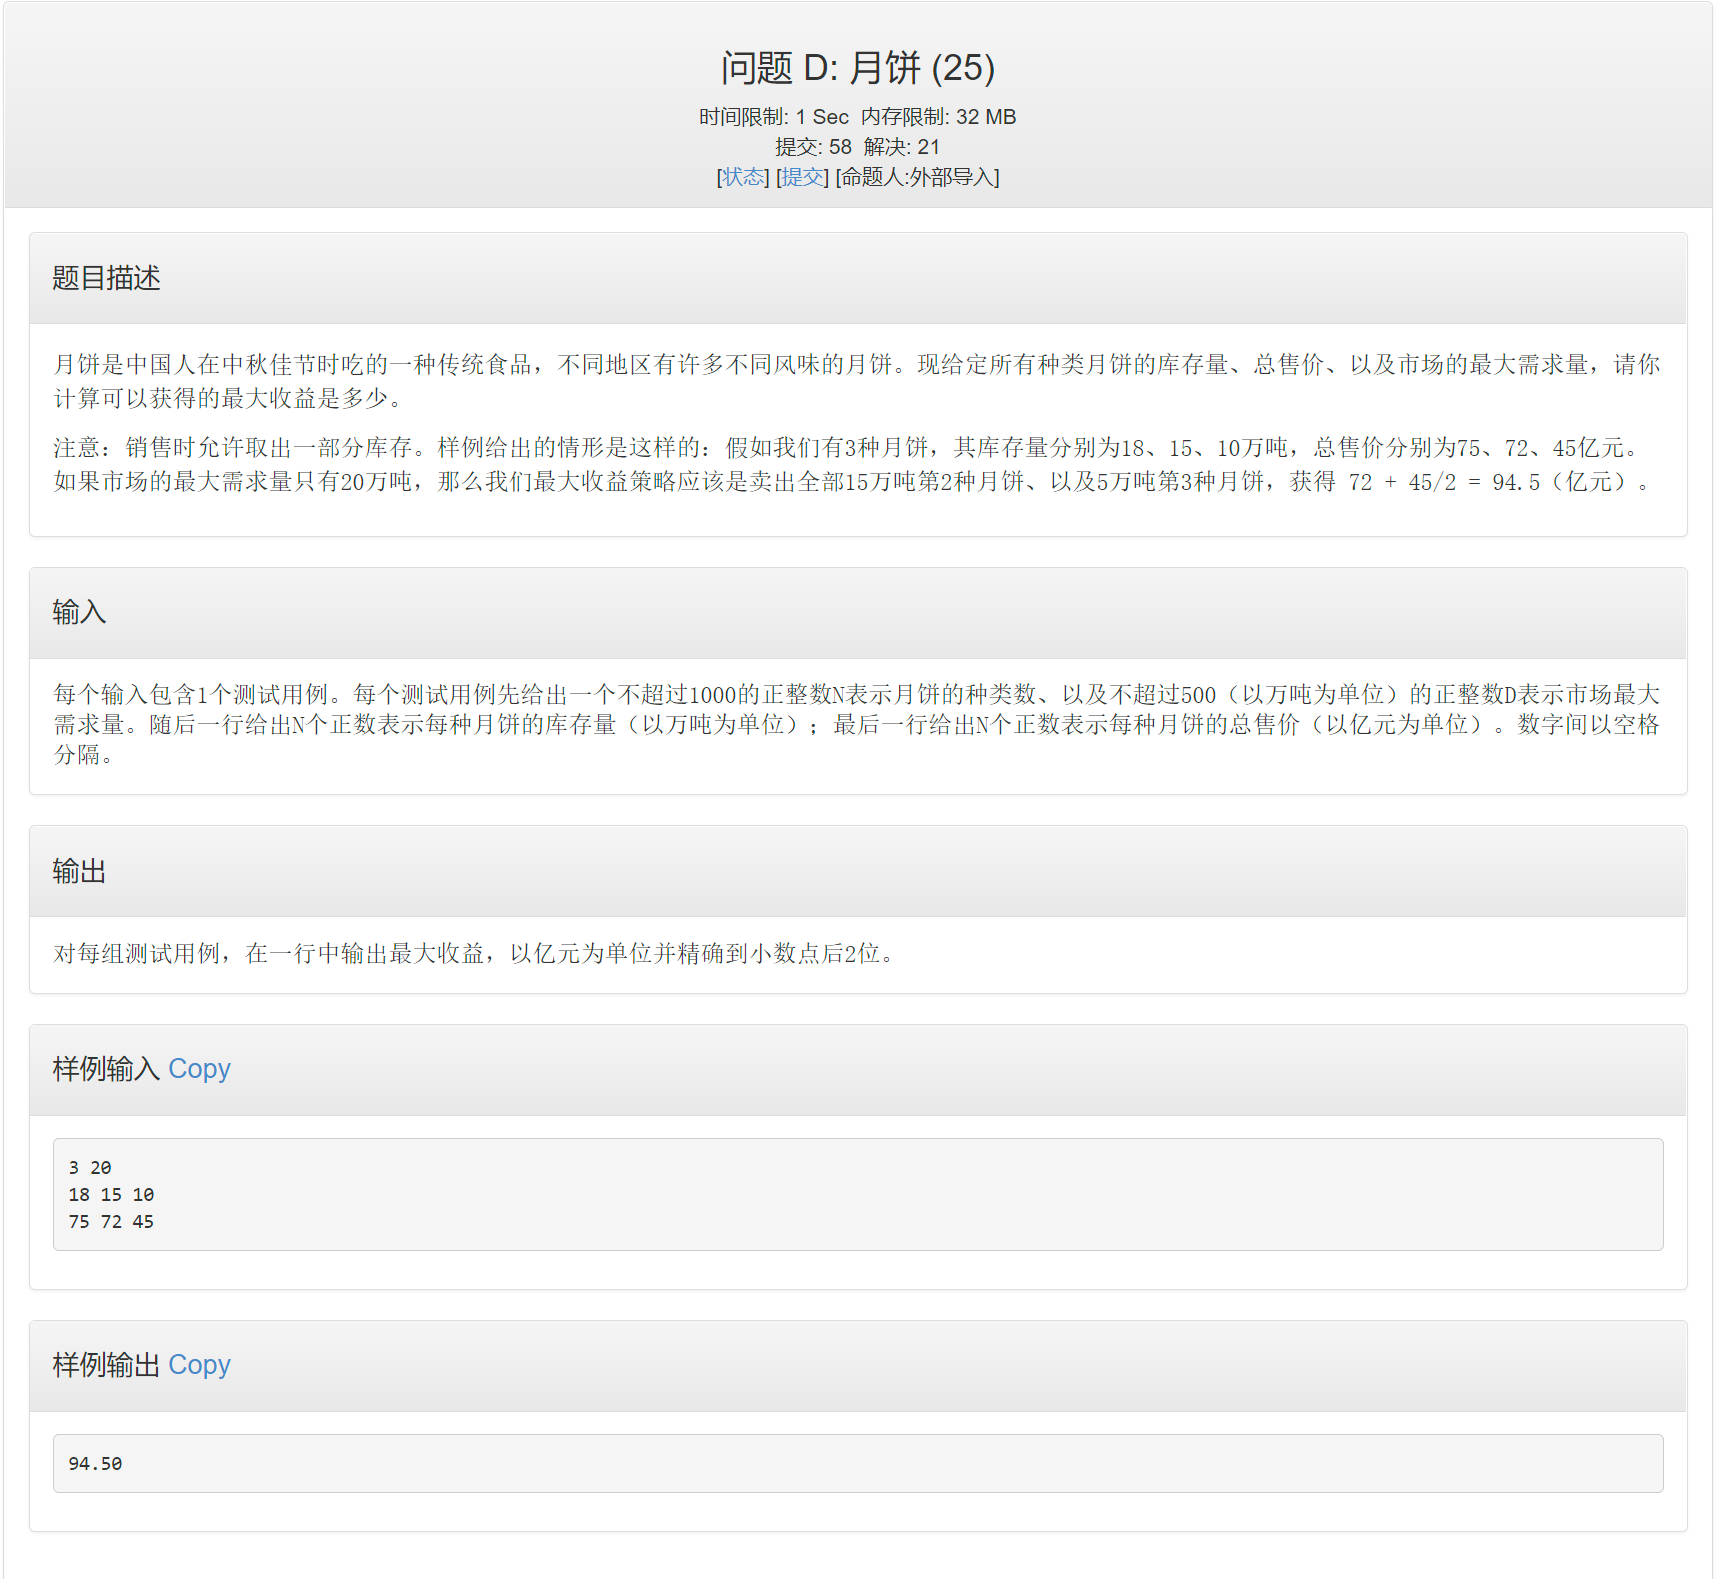 问题 D: 月饼 (25)
时间限制: 1 Sec 内存限制: 32 MB
提交: 58 解决: 21
[状态] [提交] [命题人:外部导入]
题目描述
月饼是中国人在中秋佳节时吃的一种传统食品，不同地区有许多不同风味的月饼。现给定所有种类月饼的库存量、总售价、以及市场的最大需求量，请你
计算可以获得的最大收益是多少。
注意：销售时允许取出一部分库存。样例给出的情形是这样的：假如我们有3种月饼，其库存量分别为18、15、10万吨，总售价分别为75、72、45亿元。
如果市场的最大需求量只有20万吨，那么我们最大收益策略应该是卖出全部15万吨第2种月饼、以及5万吨第3种月饼，获得 72 + 45/2 = 94.5（亿元）。
输入
每个输入包含1个测试用例。每个测试用例先给出一个不超过1000的正整数N表示月饼的种类数、以及不超过500（以万吨为单位）的正整数D表示市场最大
需求量。随后一行给出N个正数表示每种月饼的库存量（以万吨为单位）；最后一行给出N个正数表示每种月饼的总售价（以亿元为单位）。数字间以空格
分隔。
输出
对每组测试用例，在一行中输出最大收益，以亿元为单位并精确到小数点后2位。
样例输入 Copy
3 20
18 15 10
75 72 45
样例输出 Copy
94.50